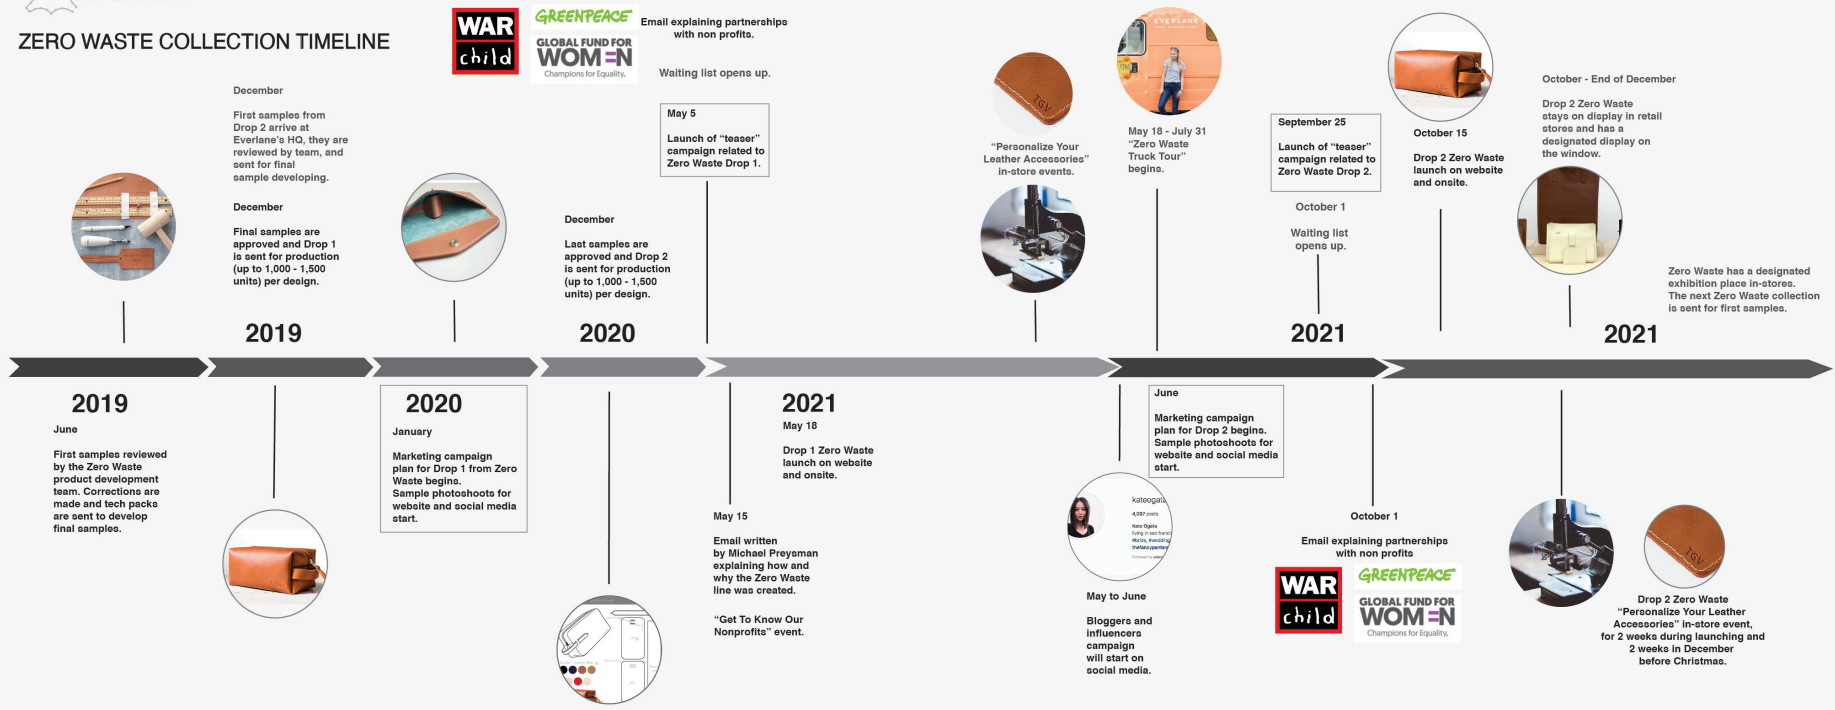 ZERO WASTE COLLECTION TIMELINE
WAR
child
GREENPEACE
GLOBAL FUND FOR
WOMEN
Champions for Equality.
Email explaining partnerships
with non profits.
Waiting list opens up.
December
First samples from
Drop 2 arrive at
Everlane's HQ, they are
reviewed by team, and
sent for final
sample developing.
December
Final samples are
approved and Drop 1
is sent for production
(up to 1,000 - 1,500
units) per design.
2019
December
Last samples are
approved and Drop 2
is sent for production
(up to 1,000 - 1,500
units) per design.
2020
May 5
Launch of “teaser”
campaign related to
Zero Waste Drop 1.
TGV
“Personalize Your
Leather Accessories”
in-store events.
EVERLANE
May 18 - July 31
“Zero Waste
Truck Tour”
begins.
September 25
Launch of “teaser”
campaign related to
Zero Waste Drop 2.
October 1
Waiting list
opens up.
2021
October 15
Drop 2 Zero Waste
launch on website
and onsite.
October - End of December
Drop 2 Zero Waste
stays on display in retail
stores and has a
designated display on
the window.
Zero Waste has a designated
exhibition place in-stores.
The next Zero Waste collection
is sent for first samples.
2021
2019
June
First samples reviewed
by the Zero Waste
product development
team. Corrections are
made and tech packs
are sent to develop
final samples.
2020
January
Marketing campaign
plan for Drop 1 from Zero
Waste begins.
Sample photoshoots for
website and social media
start.
2021
May 18
Drop 1 Zero Waste
launch on website
and onsite.
May 15
Email written
by Michael Preysman
explaining how and
why the Zero Waste
line was created.
“Get To Know Our
Nonprofits” event.
June
Marketing campaign
plan for Drop 2 begins.
Sample photoshoots for
website and social media
start.
kateogata
4,097 posts
Kate Ogata
living in san franc
#bride, #wedding
thefancypanter
followed by
May to June
Bloggers and
influencers
campaign
will start on
social media.
October 1
Email explaining partnerships
with non profits
WAR
child
GREENPEACE
GLOBAL FUND FOR
WOMEN
Champions for Equality.
TGV
Drop 2 Zero Waste
“Personalize Your Leather
Accessories” in-store event,
for 2 weeks during launching and
2 weeks in December
before Christmas.